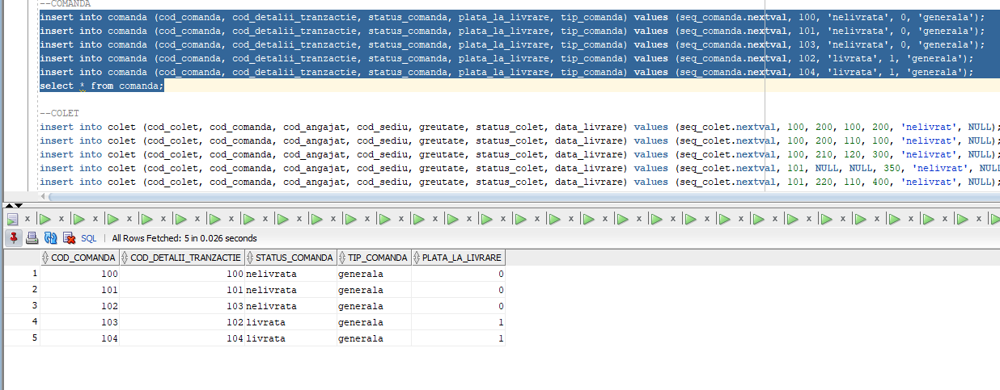 --COMANDA
insert into comanda (cod_comanda, cod_detalii_tranzactie, status_comanda, plata_la_livrare, tip_comanda) values (seq_comanda.nextval, 100, 'nelivrata', 0, 'generala');
insert into comanda (cod_comanda, cod_detalii_tranzactie, status_comanda, plata_la_livrare, tip_comanda) values (seq_comanda.nextval, 101, 'nelivrata', 0, 'generala');
insert into comanda (cod_comanda, cod_detalii_tranzactie, status_comanda, plata_la_livrare, tip_comanda) values (seq_comanda.nextval, 103, 'nelivrata', 0, 'generala');
insert into comanda (cod_comanda, cod_detalii_tranzactie, status_comanda, plata_la_livrare, tip_comanda) values (seq_comanda.nextval, 102, 'livrata', 1, 'generala');
insert into comanda (cod_comanda, cod_detalii_tranzactie, status_comanda, plata_la_livrare, tip_comanda) values (seq_comanda.nextval, 104, 'livrata', 1, 'generala');
select * from comanda;
--COLET
insert into colet (cod_colet, cod_comanda, cod_angajat, cod_sediu, greutate, status_colet, data_livrare) values (seq_colet.nextval, 100, 200, 100, 200, 'nelivrat', NULL);
insert into colet (cod_colet, cod_comanda, cod_angajat, cod_sediu, greutate, status_colet, data_livrare) values (seq_colet.nextval, 100, 200, 110, 100, 'nelivrat', NULL);
insert into colet (cod_colet, cod_comanda, cod_angajat, cod_sediu, greutate, status_colet, data_livrare) values (seq_colet.nextval, 100, 210, 120, 300, 'nelivrat', NULL);
insert into colet (cod_colet, cod_comanda, cod_angajat, cod_sediu, greutate, status_colet, data_livrare) values (seq_colet.nextval, 101, NULL, NULL, 350, 'nelivrat', NULL
insert into colet (cod_colet, cod_comanda, cod_angajat, cod_sediu, greutate, status_colet, data_livrare) values (seq_colet.nextval, 101, 220, 110, 400, 'nelivrat', NULL);
SQL | All Rows Fetched: 5 in 0.026 seconds
COD_COMANDA COD_DETALII_TRANZACTIE STATUS_COMANDA TIP_COMANDA PLATA_LA_LIVRARE
1 100 100 nelivrata generala 0
2 101 101 nelivrata generala 0
3 102 103 nelivrata generala 0
4 103 102 livrata generala 1
5 104 104 livrata generala 1